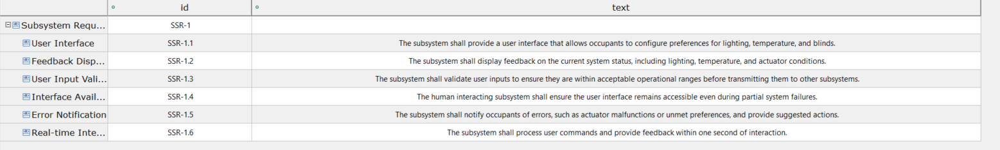 id text
Subsystem Requ... SSR-1
User Interface SSR-1.1 The subsystem shall provide a user interface that allows occupants to configure preferences for lighting, temperature, and blinds.
Feedback Disp... SSR-1.2 The subsystem shall display feedback on the current system status, including lighting, temperature, and actuator conditions.
User Input Vali... SSR-1.3 The subsystem shall validate user inputs to ensure they are within acceptable operational ranges before transmitting them to other subsystems.
Interface Avail... SSR-1.4 The human interacting subsystem shall ensure the user interface remains accessible even during partial system failures.
Error Notification SSR-1.5 The subsystem shall notify occupants of errors, such as actuator malfunctions or unmet preferences, and provide suggested actions.
Real-time Inte... SSR-1.6 The subsystem shall process user commands and provide feedback within one second of interaction.